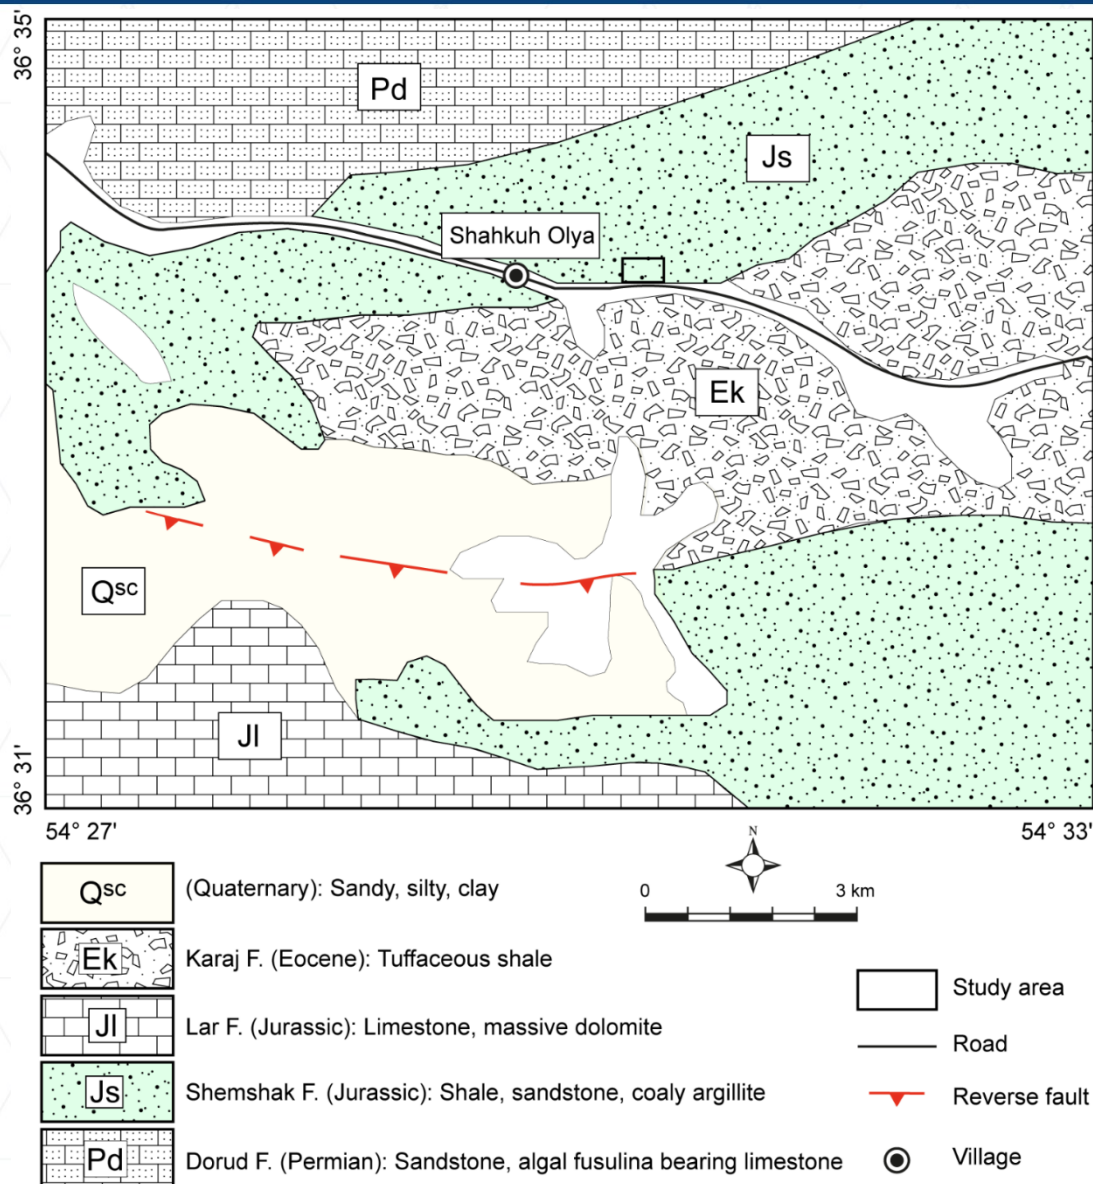 36° 35'
Pd
Js
Shahkuh Olya
Ek
Qsc
Jl
36° 31'
54° 27'
54° 33'
N
0 3 km
Qsc (Quaternary): Sandy, silty, clay
Ek Karaj F. (Eocene): Tuffaceous shale
Jl Lar F. (Jurassic): Limestone, massive dolomite
Js Shemshak F. (Jurassic): Shale, sandstone, coaly argillite
Pd Dorud F. (Permian): Sandstone, algal fusulina bearing limestone
Study area
Road
Reverse fault
Village